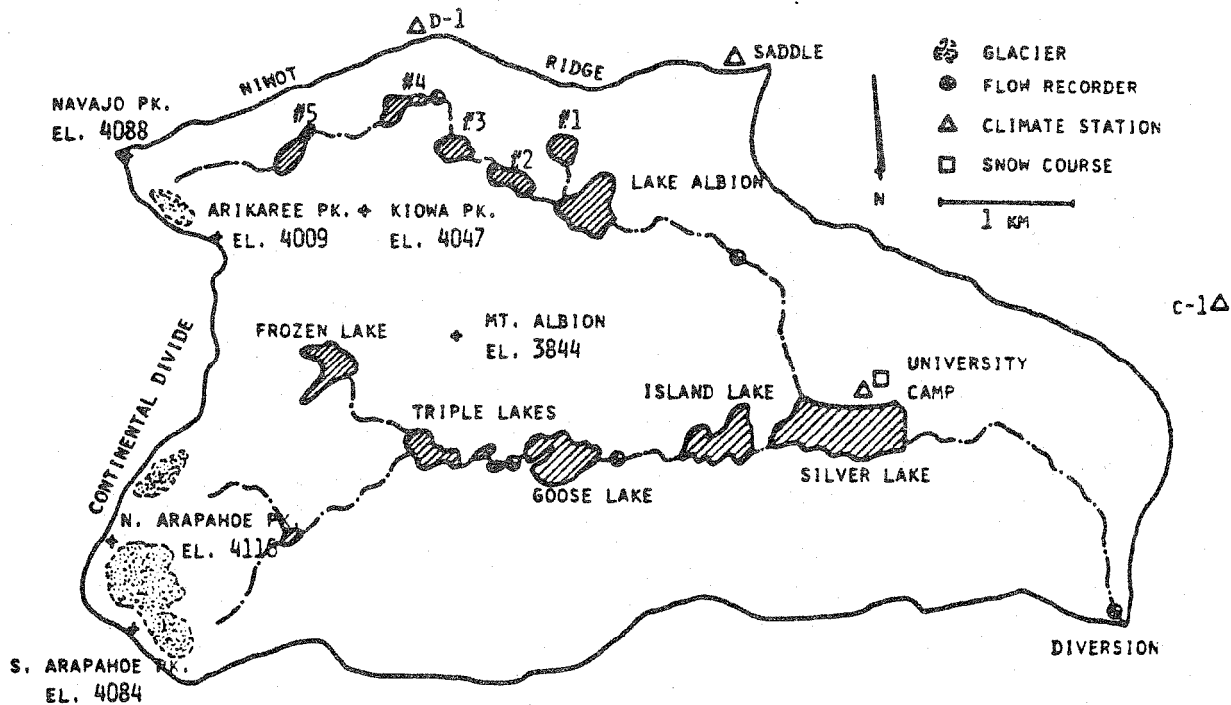 D-1
SADDLE
NIWOT RIDGE
GLACIER
FLOW RECORDER
CLIMATE STATION
SNOW COURSE
N
1 KM
NAVAJO PK.
EL. 4088
#5
#4
#3
#2
#1
LAKE ALBION
ARIKAREE PK.
EL. 4009
KIOWA PK.
EL. 4047
C-1
CONTINENTAL DIVIDE
FROZEN LAKE
MT. ALBION
EL. 3844
UNIVERSITY
CAMP
ISLAND LAKE
TRIPLE LAKES
GOOSE LAKE
SILVER LAKE
N. ARAPAHOE PK.
EL. 4116
DIVERSION
S. ARAPAHOE PK.
EL. 4084